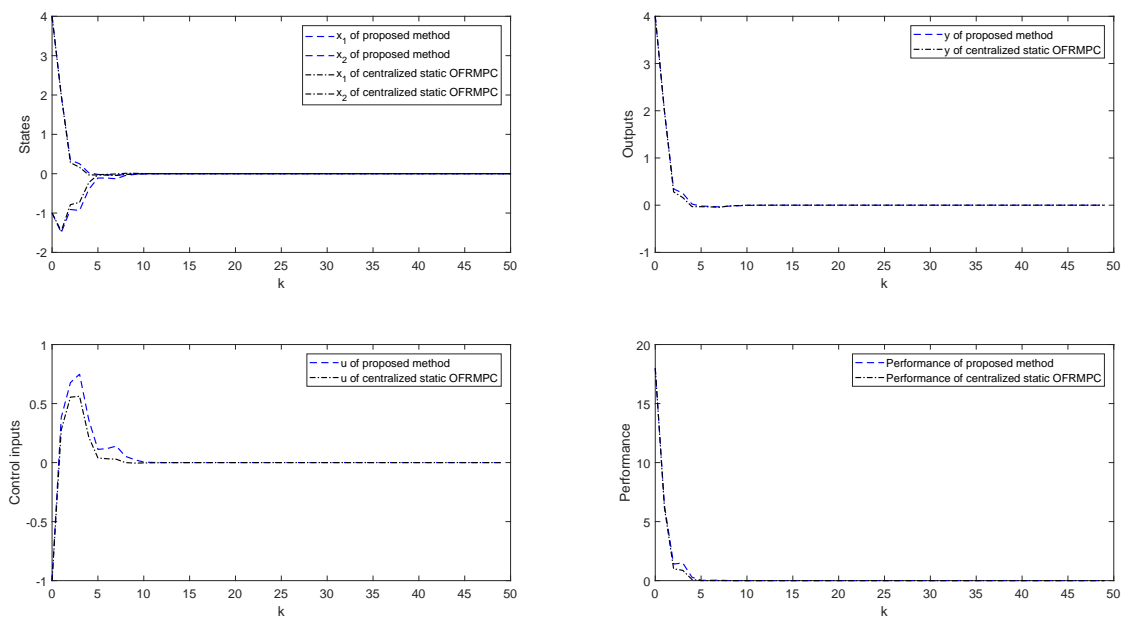 4
3
2
1
0
-1
-2
States
x1 of proposed method
x2 of proposed method
x1 of centralized static OFRMPC
x2 of centralized static OFRMPC
0 5 10 15 20 25 30 35 40 45 50
k
4
3
2
1
0
-1
Outputs
y of proposed method
y of centralized static OFRMPC
0 5 10 15 20 25 30 35 40 45 50
k
1
0.5
0
-0.5
-1
Control inputs
u of proposed method
u of centralized static OFRMPC
0 5 10 15 20 25 30 35 40 45 50
k
20
15
10
5
0
Performance
Performance of proposed method
Performance of centralized static OFRMPC
0 5 10 15 20 25 30 35 40 45 50
k